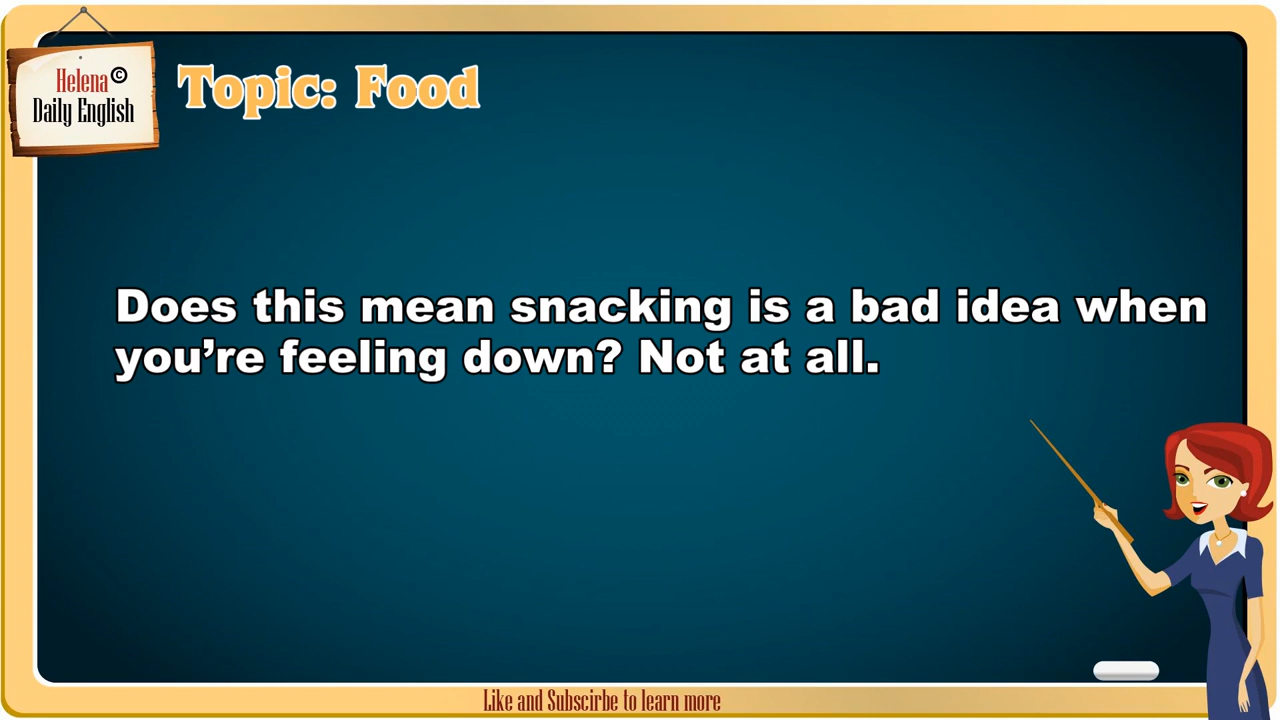 Helena©
Daily English
Topic: Food
Does this mean snacking is a bad idea when
you’re feeling down? Not at all.
Like and Subscirbe to learn more